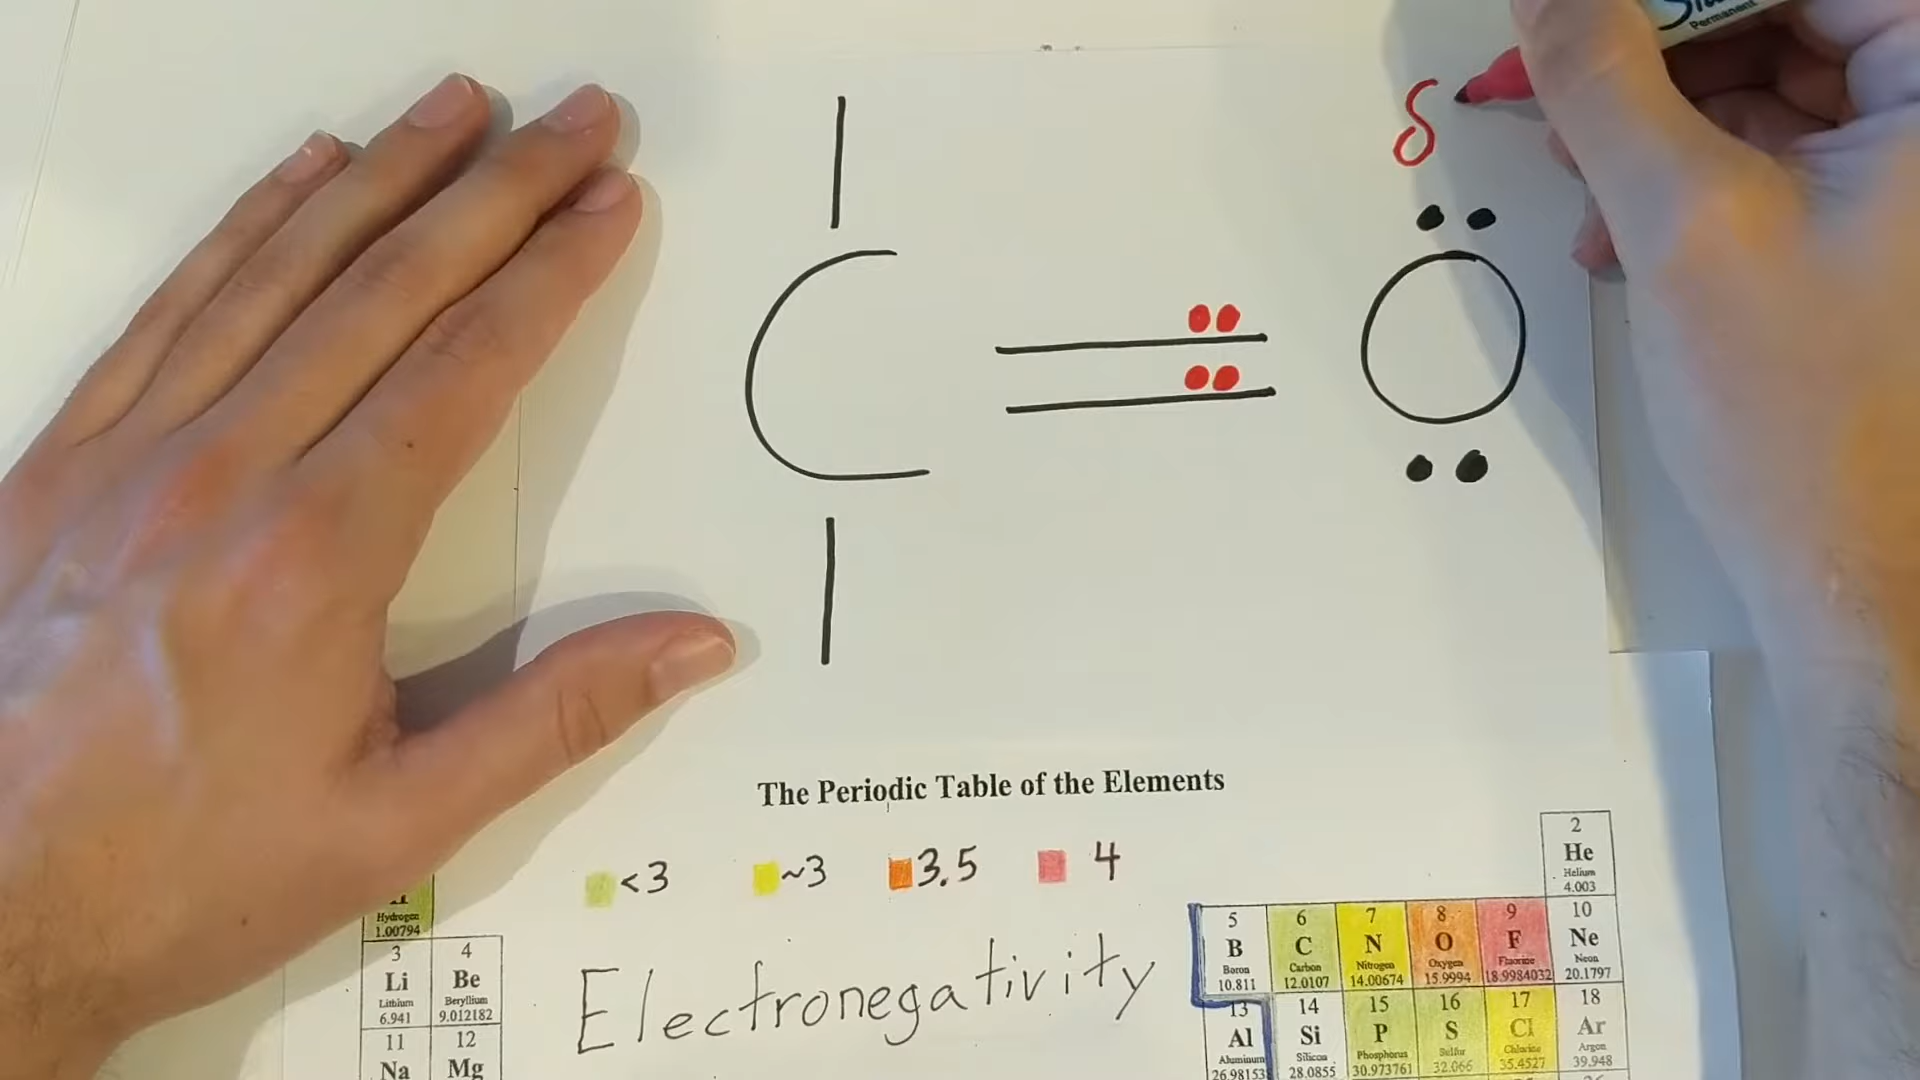 Permanent
δ
C O
The Periodic Table of the Elements
<3 ~3 3.5 4
Electronegativity
Hydrogen
1.00794
3
Li
Lithium
6.941
4
Be
Beryllium
9.012182
11
Na
12
Mg
2
He
Helium
4.003
5
B
Boron
10.811
6
C
Carbon
12.0107
7
N
Nitrogen
14.00674
8
O
Oxygen
15.9994
9
F
Fluorine
18.9984032
10
Ne
Neon
20.1797
13
Al
Aluminum
26.98153
14
Si
Silicon
28.0855
15
P
Phosphorus
30.973761
16
S
Sulfur
32.066
17
Cl
Chlorine
35.4527
18
Ar
Argon
39.948